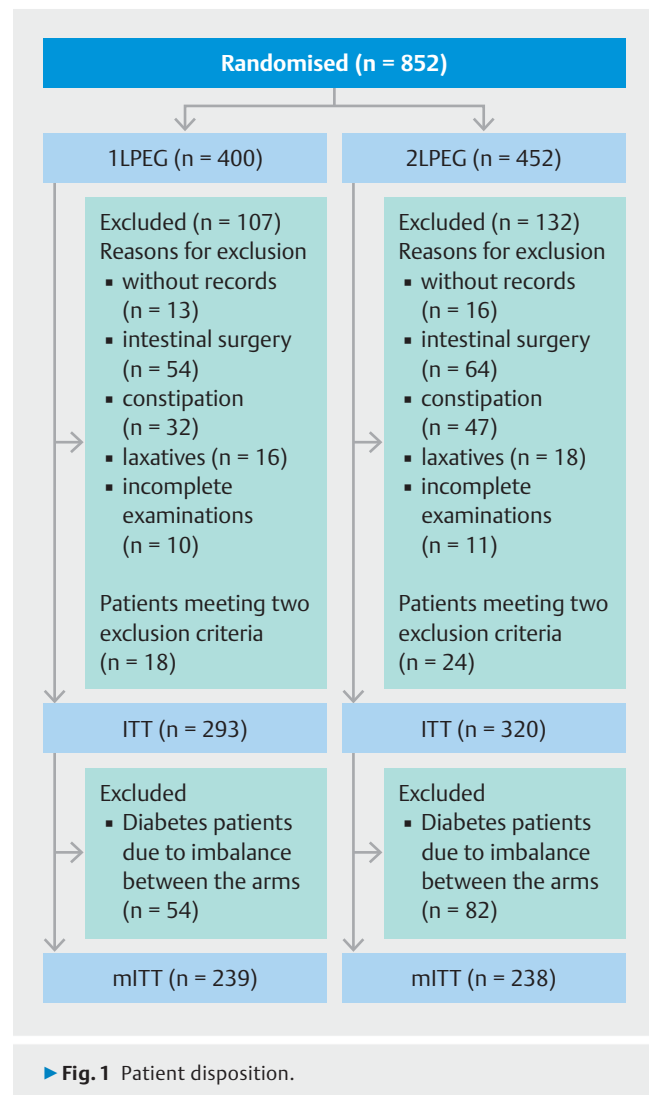 Randomised (n = 852)
1LPEG (n = 400)
2LPEG (n = 452)
Excluded (n = 107)
Reasons for exclusion
▪ without records
(n = 13)
▪ intestinal surgery
(n = 54)
▪ constipation
(n = 32)
▪ laxatives (n = 16)
▪ incomplete
examinations
(n = 10)
Patients meeting two
exclusion criteria
(n = 18)
Excluded (n = 132)
Reasons for exclusion
▪ without records
(n = 16)
▪ intestinal surgery
(n = 64)
▪ constipation
(n = 47)
▪ laxatives (n = 18)
▪ incomplete
examinations
(n = 11)
Patients meeting two
exclusion criteria
(n = 24)
ITT (n = 293)
ITT (n = 320)
Excluded
▪ Diabetes patients
due to imbalance
between the arms
(n = 54)
Excluded
▪ Diabetes patients
due to imbalance
between the arms
(n = 82)
mITT (n = 239)
mITT (n = 238)
▶ Fig. 1 Patient disposition.